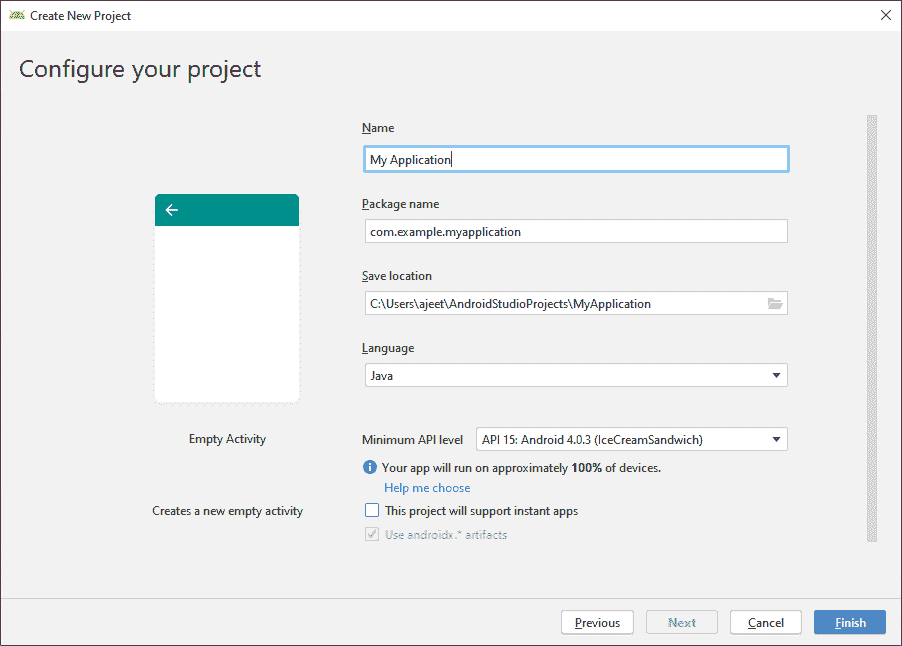 Create New Project
Configure your project
Name
My Application
Package name
com.example.myapplication
Save location
C:\Users\ajeet\AndroidStudioProjects\MyApplication
Language
Java
Empty Activity
Minimum API level API 15: Android 4.0.3 (IceCreamSandwich)
Your app will run on approximately 100% of devices.
Help me choose
Creates a new empty activity
This project will support instant apps
Use androidx.* artifacts
Previous Next Cancel Finish